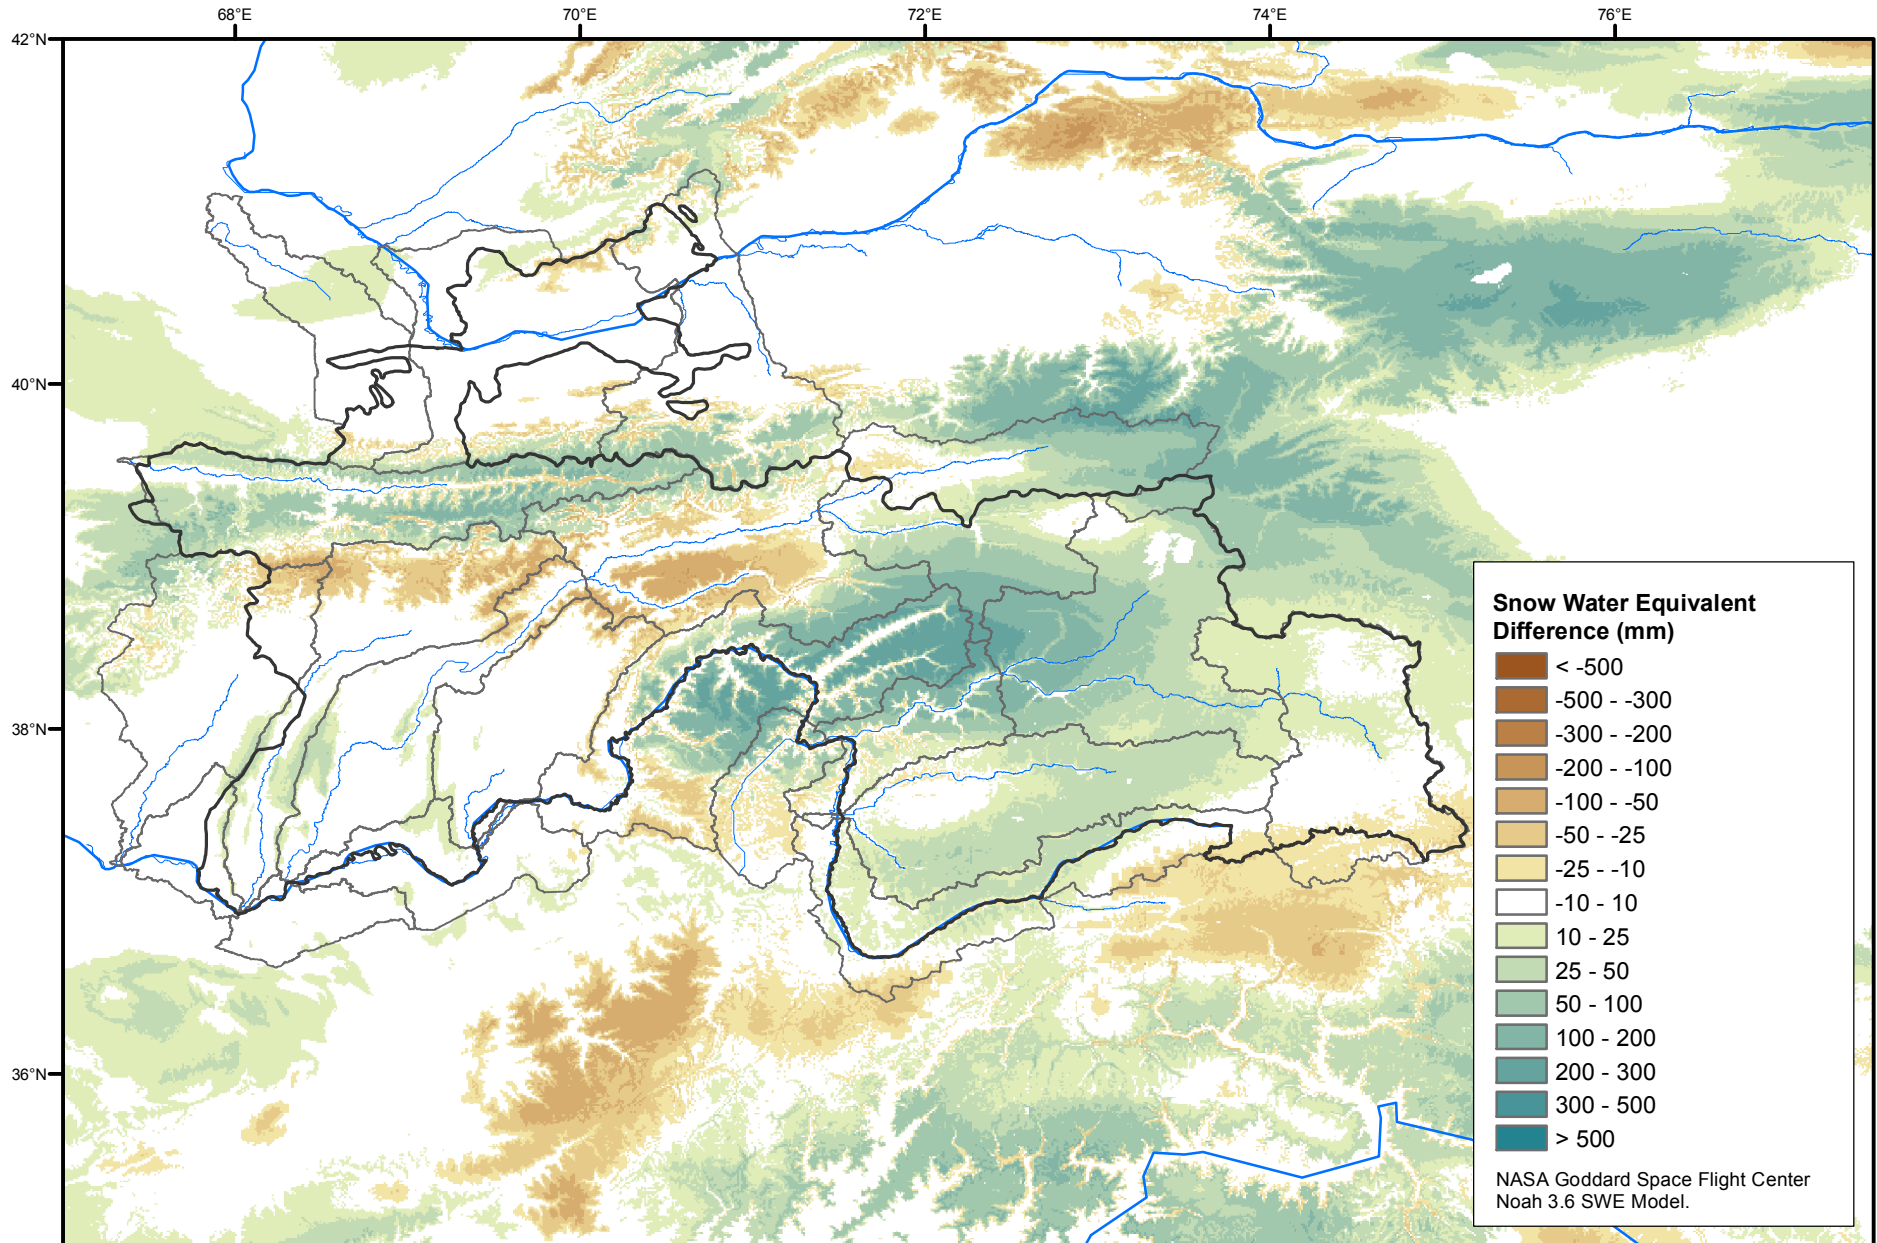 68°E
70°E
72°E
74°E
76°E
42°N
40°N
38°N
36°N
Snow Water Equivalent
Difference (mm)
< -500
-500 - -300
-300 - -200
-200 - -100
-100 - -50
-50 - -25
-25 - -10
-10 - 10
10 - 25
25 - 50
50 - 100
100 - 200
200 - 300
300 - 500
> 500
NASA Goddard Space Flight Center
Noah 3.6 SWE Model.